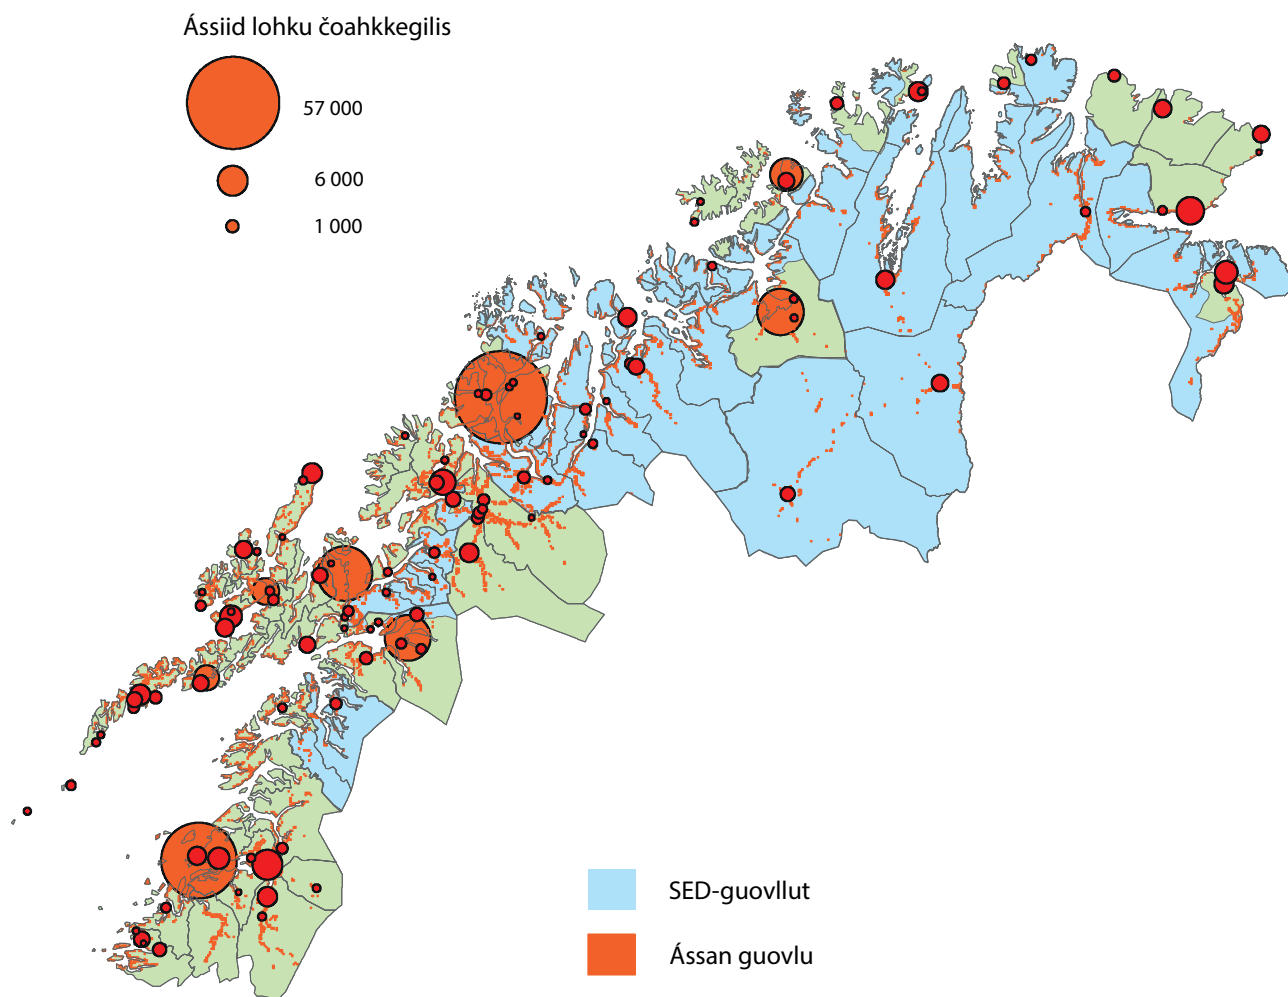 Ássiid lohku čoahkkegilis
57 000
6 000
1 000
SED-guovllut
Ássan guovlu